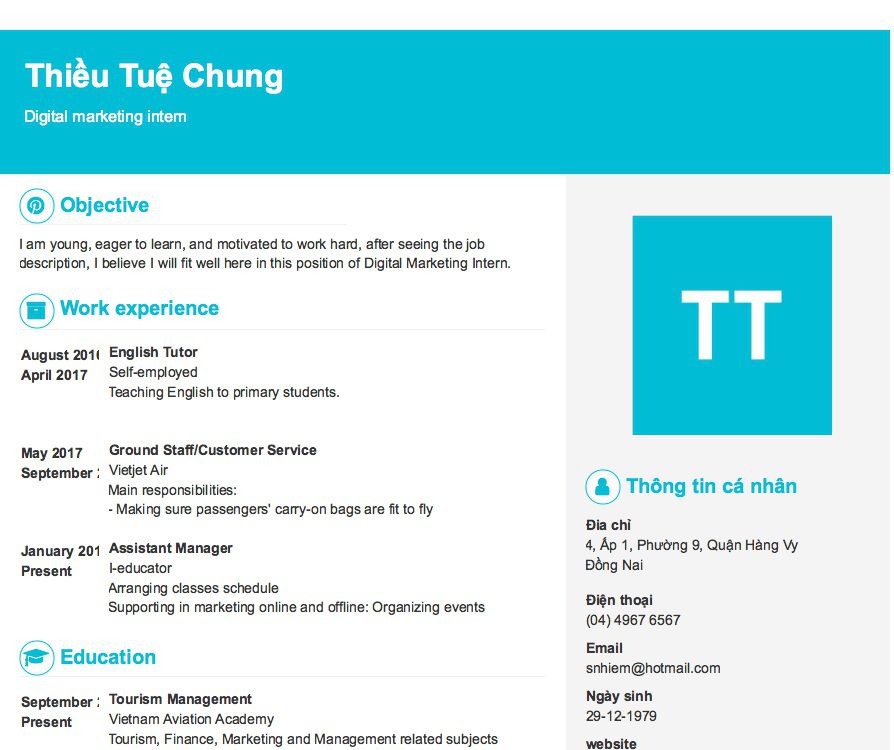 Thiều Tuệ Chung
Digital marketing intern
Objective
I am young, eager to learn, and motivated to work hard, after seeing the job
description, I believe I will fit well here in this position of Digital Marketing Intern.
Work experience
August 201
English Tutor
April 2017
Self-employed
Teaching English to primary students.
May 2017
Ground Staff/Customer Service
September
Vietjet Air
Main responsibilities:
- Making sure passengers' carry-on bags are fit to fly
January 201
Assistant Manager
Present
I-educator
Arranging classes schedule
Supporting in marketing online and offline: Organizing events
Education
September
Tourism Management
Present
Vietnam Aviation Academy
Tourism, Finance, Marketing and Management related subjects
TT
Thông tin cá nhân
Đia chỉ
4, Ấp 1, Phường 9, Quận Hàng Vy
Đồng Nai
Điện thoại
(04) 4967 6567
Email
snhiem@hotmail.com
Ngày sinh
29-12-1979
website